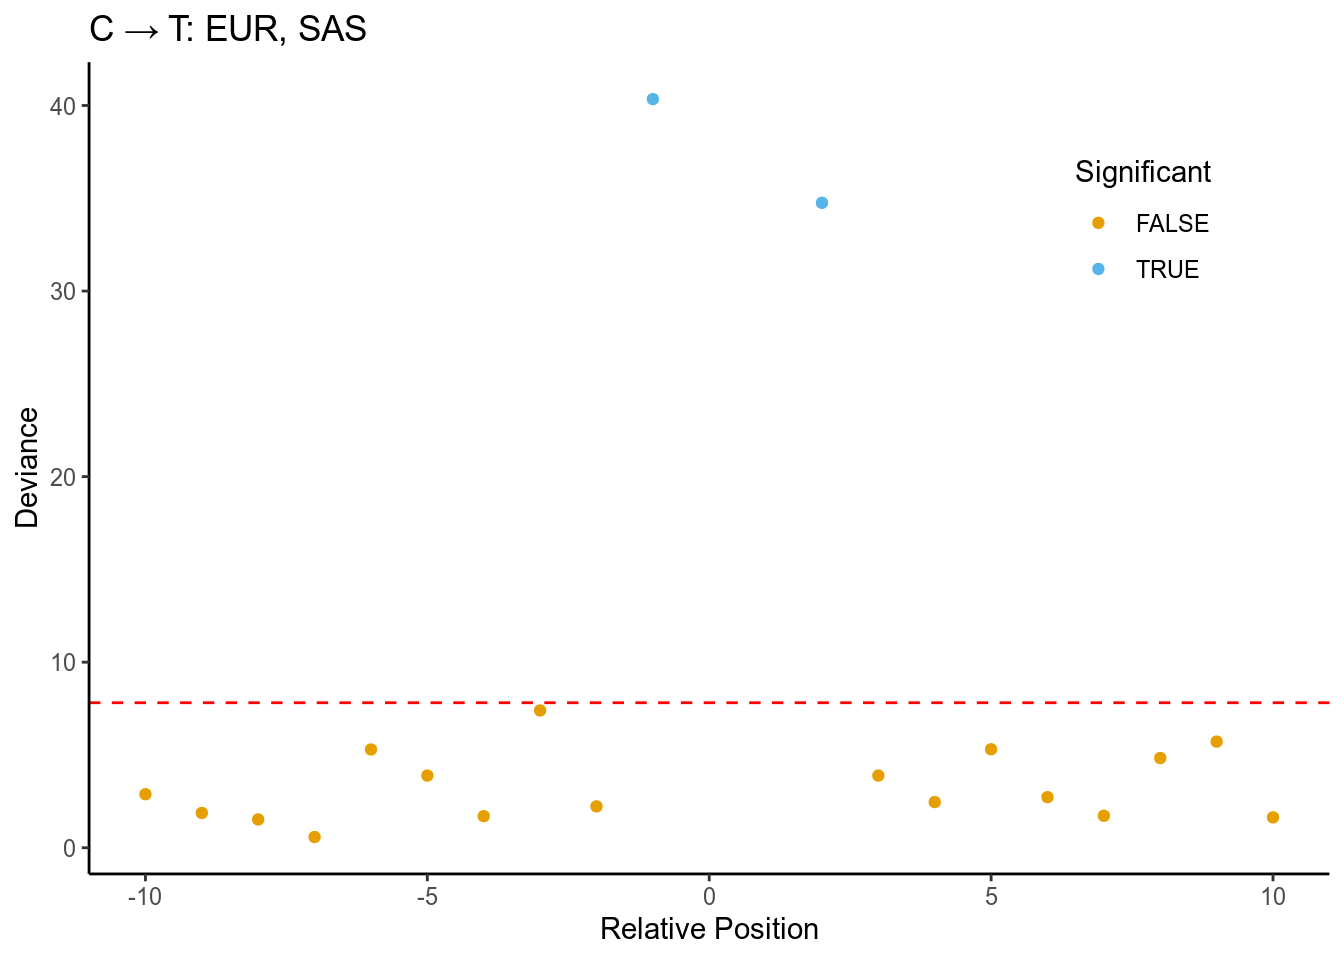 C → T: EUR, SAS
40
30
20
10
0
Deviance
Significant
FALSE
TRUE
-10
-5
0
5
10
Relative Position